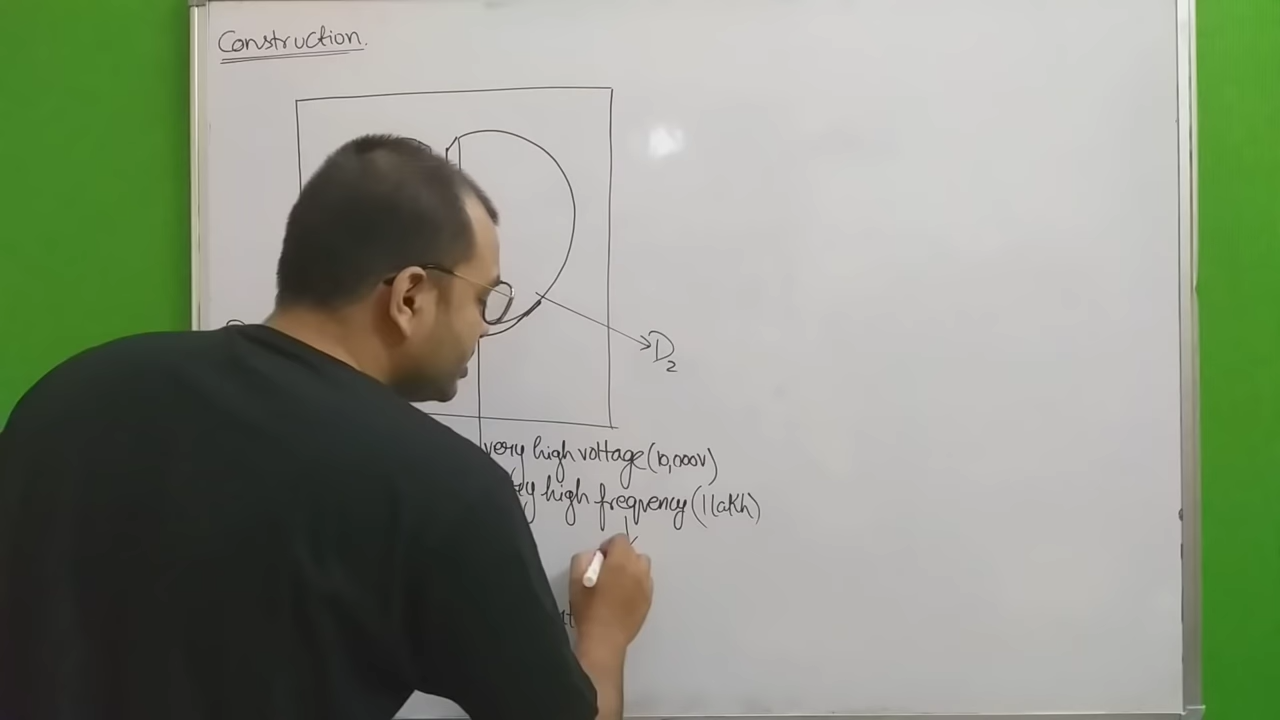 Construction.
D2
very high voltage (10,000V)
high frequency (1 lakh)